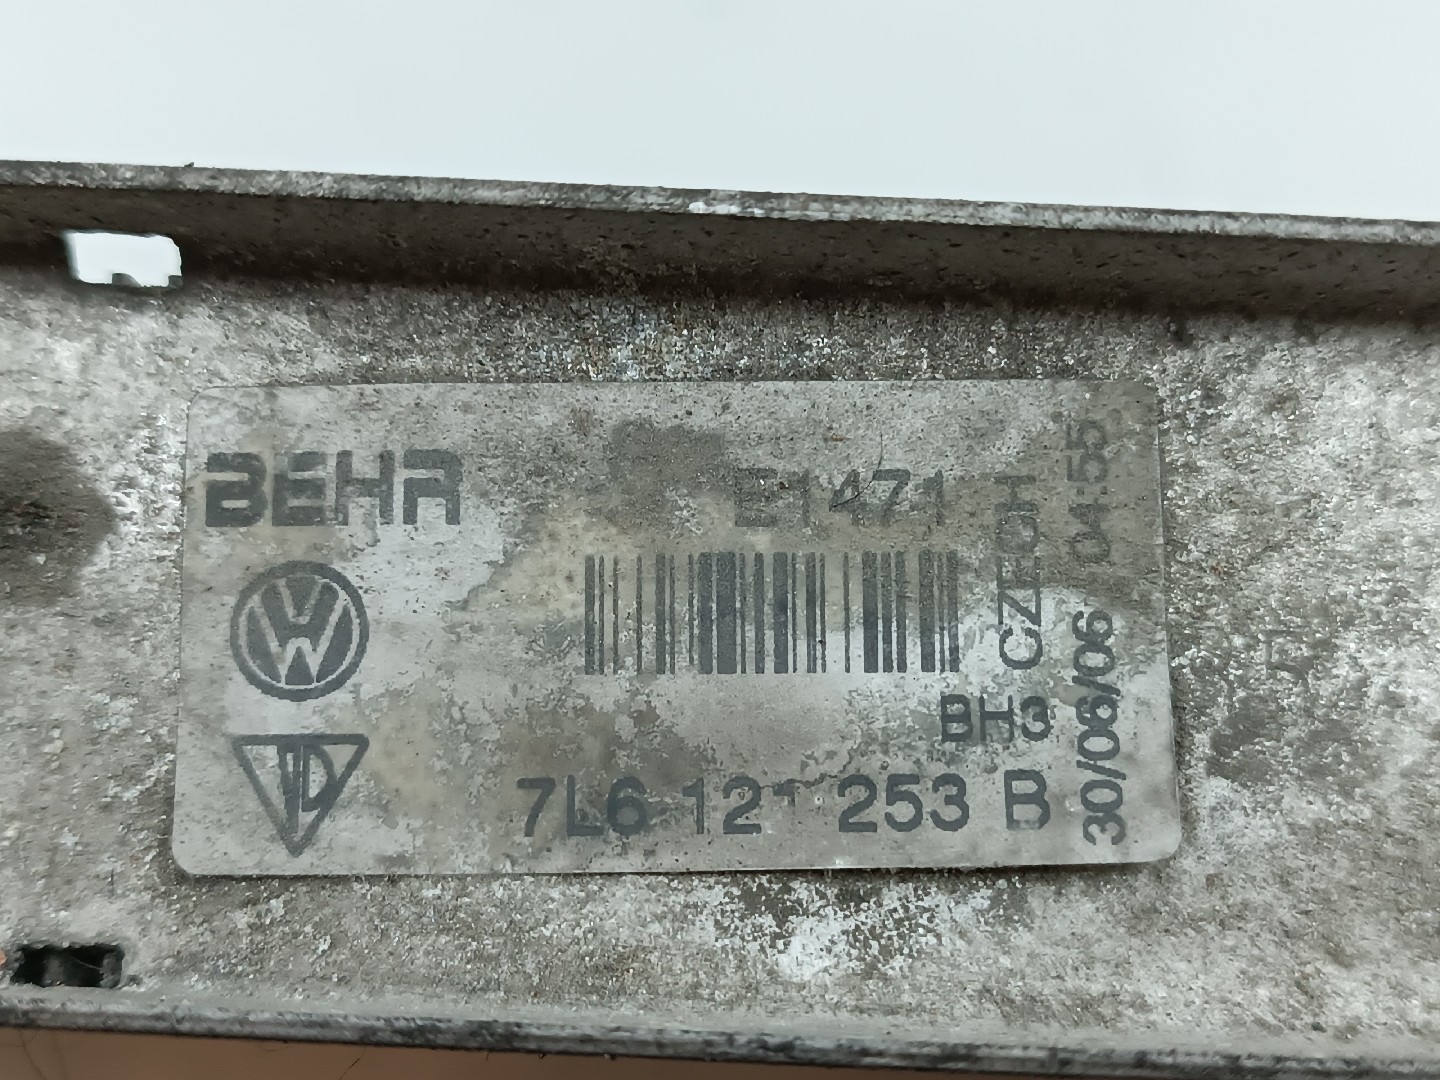 BEHR
E1471
CZECH
04:55
BH3
30/06/06
7L6 121 253 B